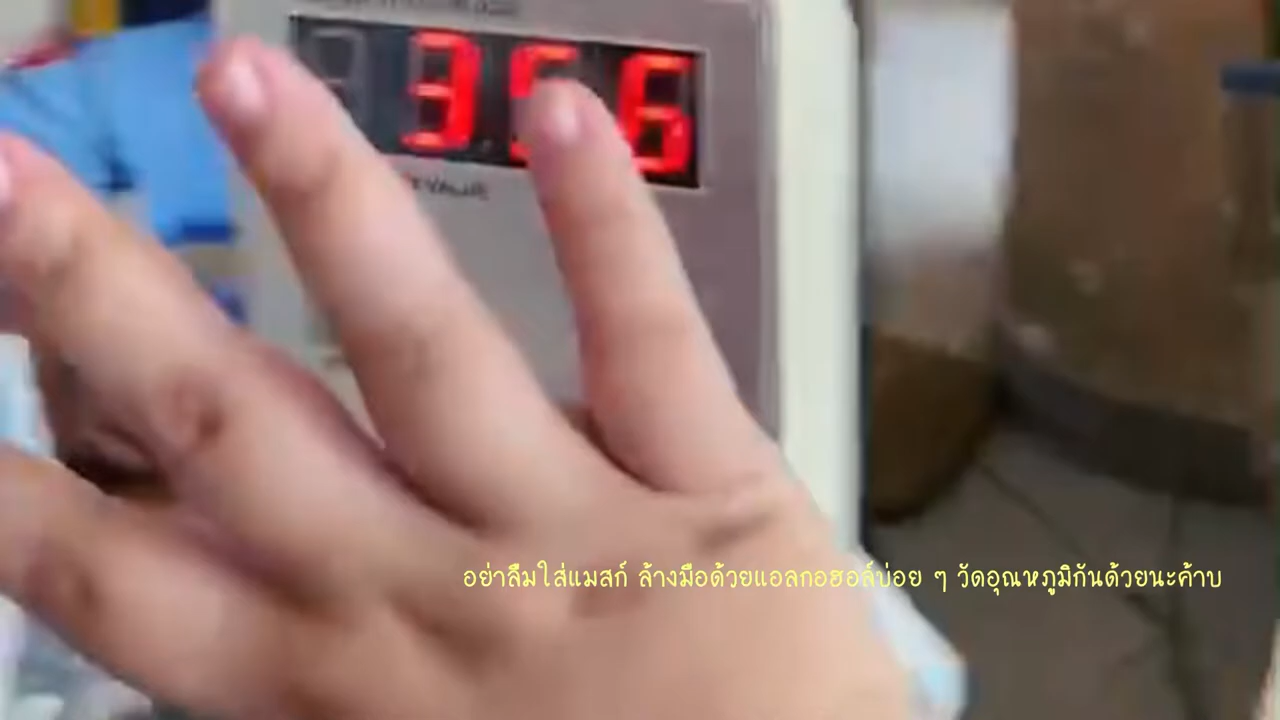 356
อย่าลืมใส่แมสก์ ล้างมือด้วยแอลกอฮอล์บ่อย ๆ วัดอุณหภูมิกันด้วยนะค้าบ